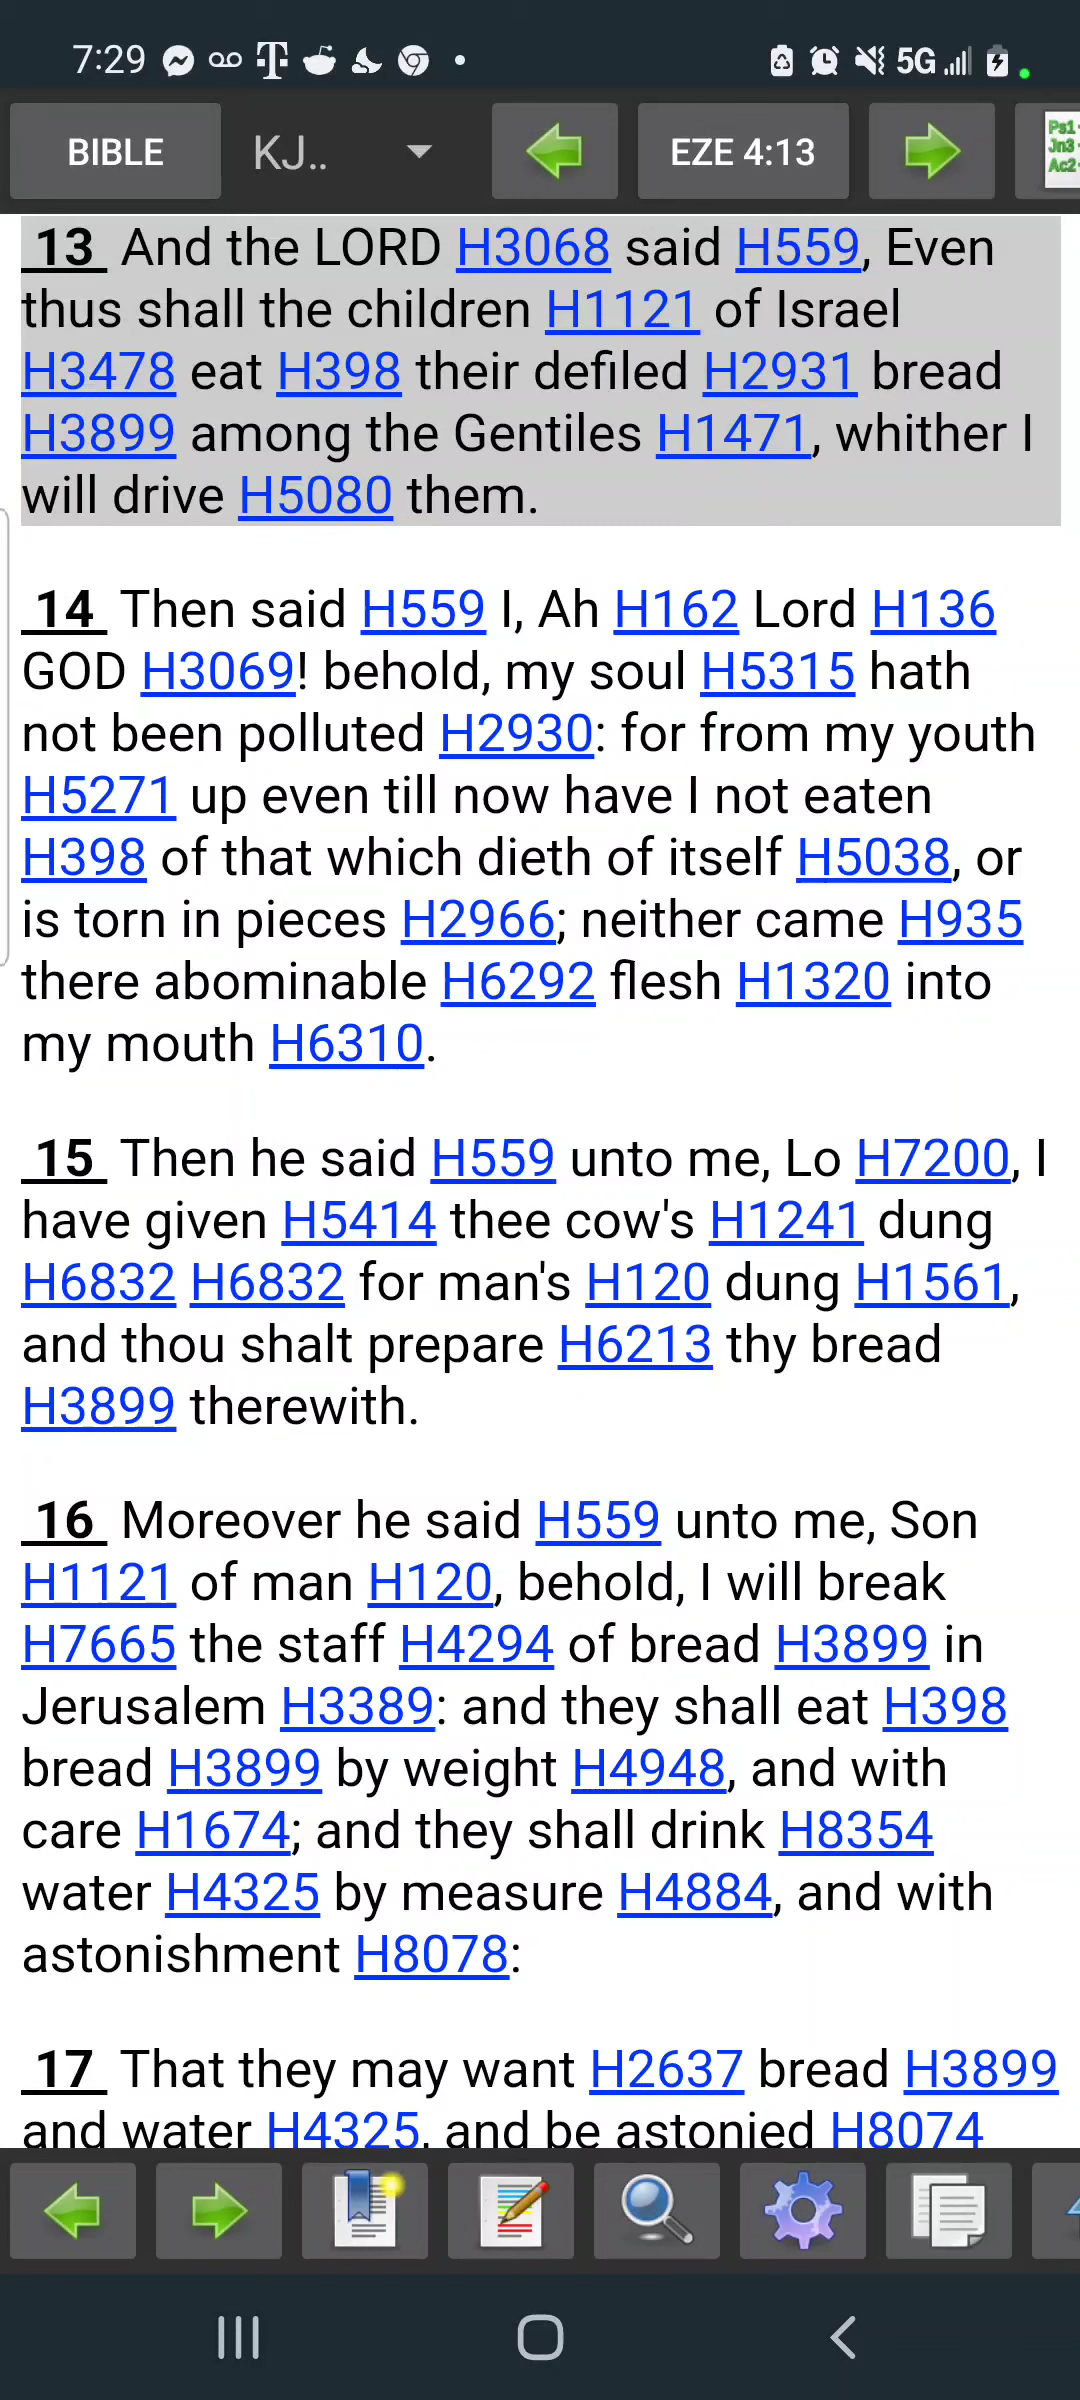 7:29 5G
BIBLE KJ.. EZE 4:13 Ps1
Jn3
Ac2
13 And the LORD H3068 said H559, Even
thus shall the children H1121 of Israel
H3478 eat H398 their defiled H2931 bread
H3899 among the Gentiles H1471, whither I
will drive H5080 them.
14 Then said H559 I, Ah H162 Lord H136
GOD H3069! behold, my soul H5315 hath
not been polluted H2930: for from my youth
H5271 up even till now have I not eaten
H398 of that which dieth of itself H5038, or
is torn in pieces H2966; neither came H935
there abominable H6292 flesh H1320 into
my mouth H6310.
15 Then he said H559 unto me, Lo H7200, I
have given H5414 thee cow's H1241 dung
H6832 H6832 for man's H120 dung H1561,
and thou shalt prepare H6213 thy bread
H3899 therewith.
16 Moreover he said H559 unto me, Son
H1121 of man H120, behold, I will break
H7665 the staff H4294 of bread H3899 in
Jerusalem H3389: and they shall eat H398
bread H3899 by weight H4948, and with
care H1674; and they shall drink H8354
water H4325 by measure H4884, and with
astonishment H8078:
17 That they may want H2637 bread H3899
and water H4325, and be astonied H8074